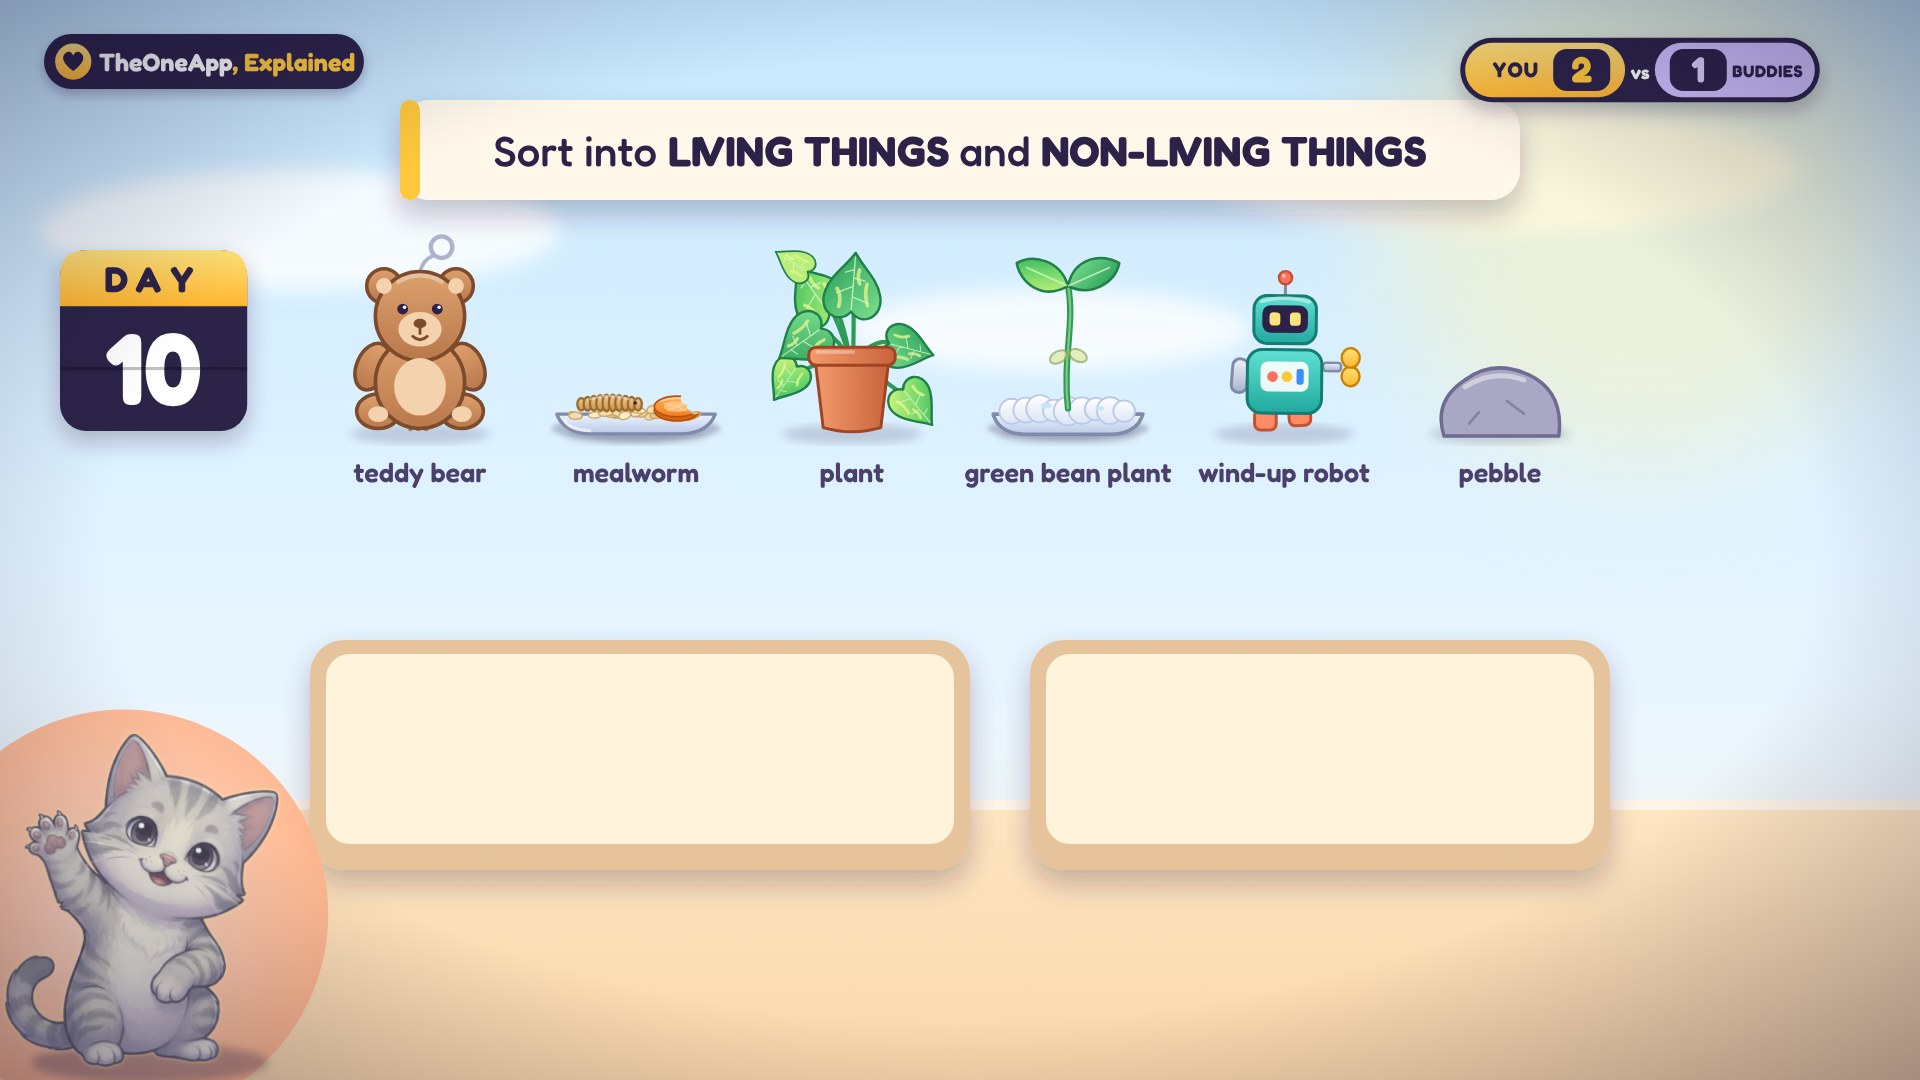 TheOneApp, Explained
YOU 2 vs 1 BUDDIES
Sort into LIVING THINGS and NON-LIVING THINGS
DAY
10
teddy bear
mealworm
plant
green bean plant
wind-up robot
pebble